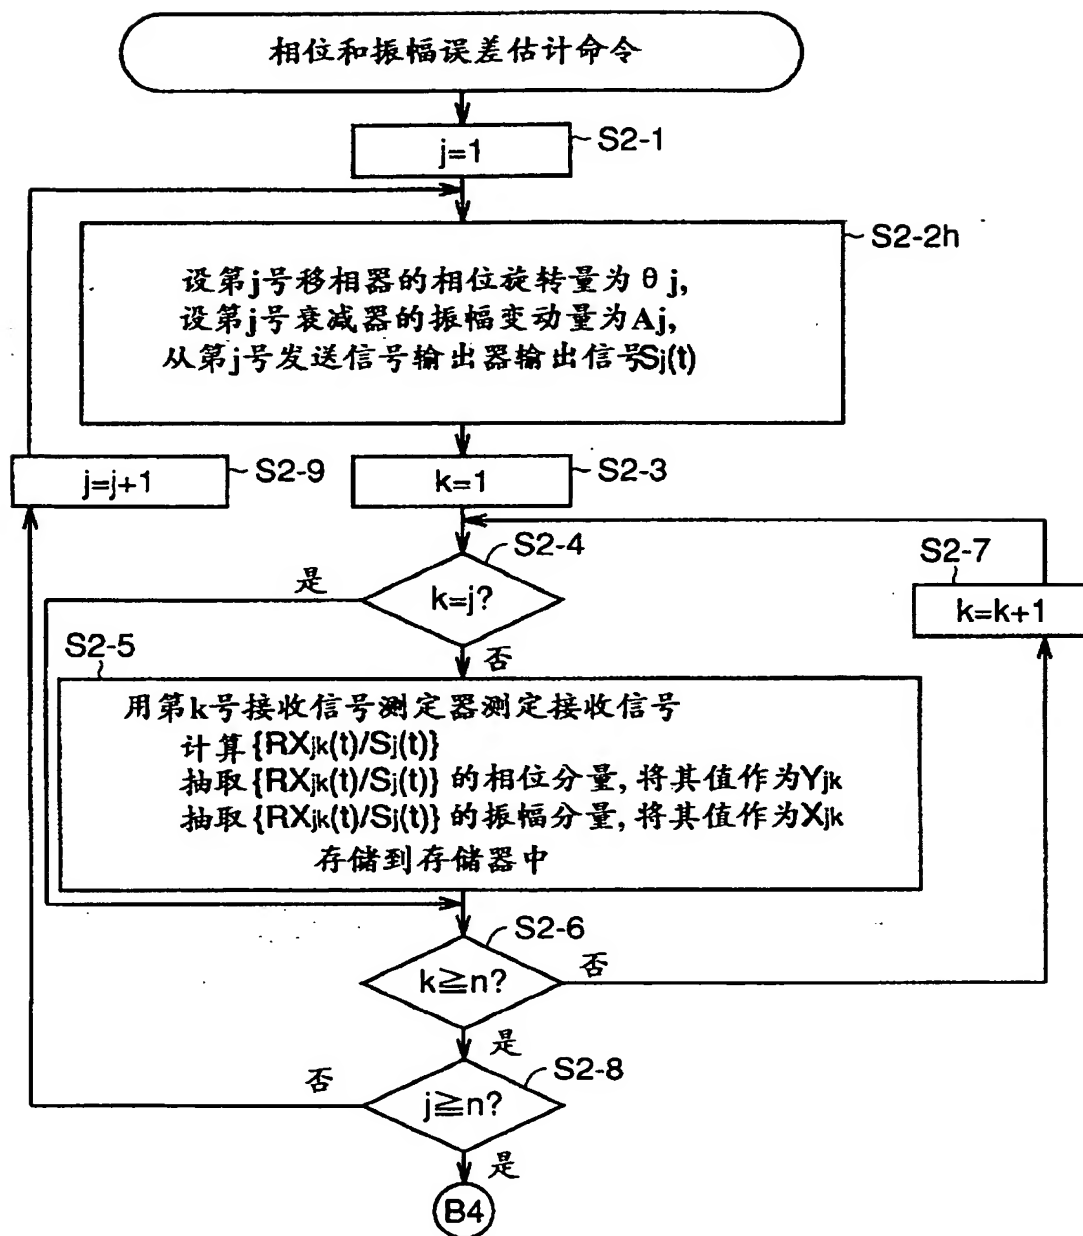 相位和振幅误差估计命令
j=1
S2-1
S2-2h
设第j号移相器的相位旋转量为θj,
设第j号衰减器的振幅变动量为Aj,
从第j号发送信号输出器输出信号Sj(t)
j=j+1
S2-9
k=1
S2-3
S2-4
S2-7
是
k=j?
k=k+1
S2-5
否
用第k号接收信号测定器测定接收信号
计算{RXjk(t)/Sj(t)}
抽取{RXjk(t)/Sj(t)}的相位分量,将其值作为Yjk
抽取{RXjk(t)/Sj(t)}的振幅分量,将其值作为Xjk
存储到存储器中
S2-6
k≧n?
否
是
S2-8
否
j≧n?
是
B4